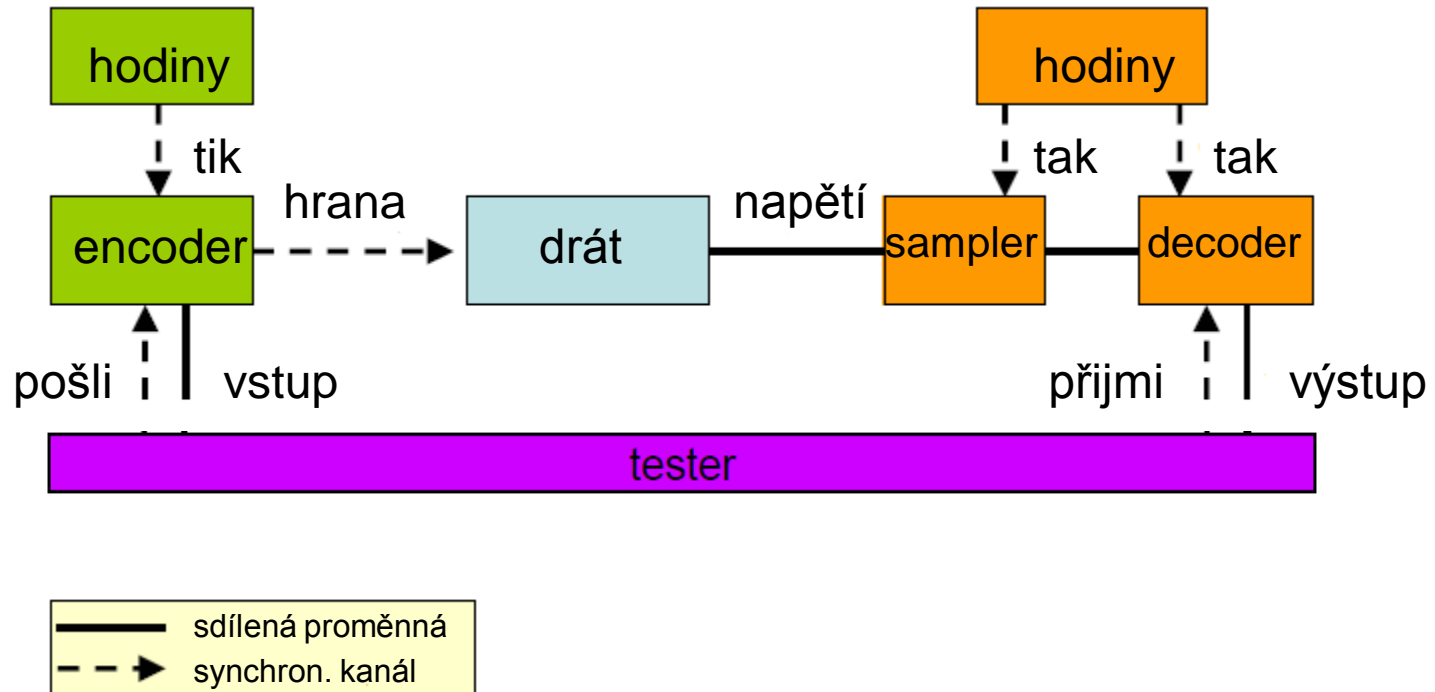 hodiny
hodiny
tik
tak
tak
hrana
napětí
encoder
drát
sampler
decoder
pošli
vstup
přijmi
výstup
tester
sdílená proměnná
synchron. kanál